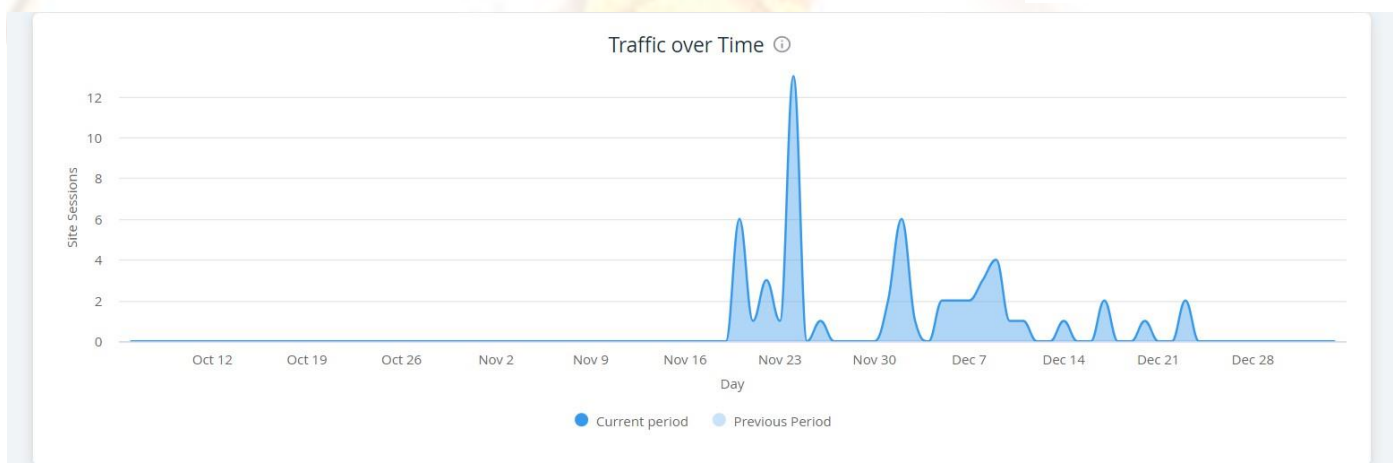 Traffic over Time
12
10
8
6
4
2
0
Site Sessions
Oct 12 Oct 19 Oct 26 Nov 2 Nov 9 Nov 16 Nov 23 Nov 30 Dec 7 Dec 14 Dec 21 Dec 28
Day
Current period Previous Period